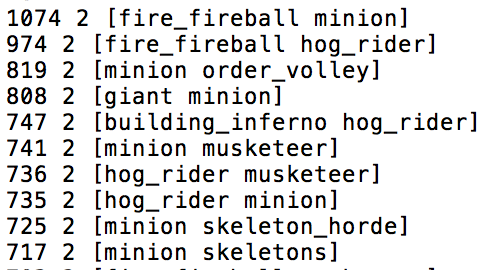 1074 2 [fire_fireball minion]
974 2 [fire_fireball hog_rider]
819 2 [minion order_volley]
808 2 [giant minion]
747 2 [building_inferno hog_rider]
741 2 [minion musketeer]
736 2 [hog_rider musketeer]
735 2 [hog_rider minion]
725 2 [minion skeleton_horde]
717 2 [minion skeletons]